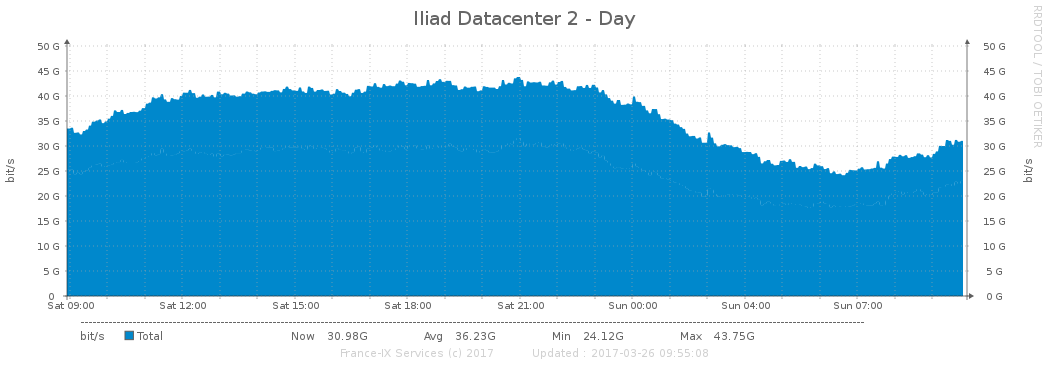 Iliad Datacenter 2 - Day
RRDTOOL / TOBI OETIKER
50 G 50 G
45 G 45 G
40 G 40 G
35 G 35 G
30 G 30 G
25 G 25 G
20 G 20 G
15 G 15 G
10 G 10 G
5 G 5 G
0 0 G
bit/s bit/s
Sat 09:00 Sat 12:00 Sat 15:00 Sat 18:00 Sat 21:00 Sun 00:00 Sun 04:00 Sun 07:00
bit/s Total Now 30.98G Avg 36.23G Min 24.12G Max 43.75G
France-IX Services (c) 2017 Updated : 2017-03-26 09:55:08